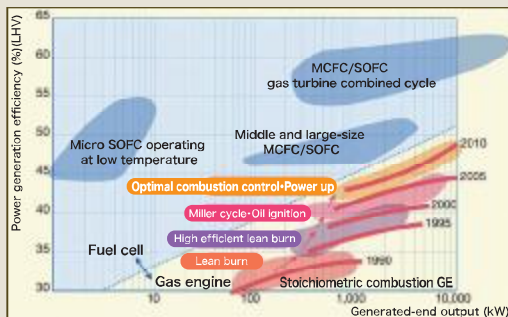 Power generation efficiency (%)(LHV)
65
60
55
50
45
40
35
30
MCFC/SOFC
gas turbine combined cycle
Micro SOFC operating
at low temperature
Middle and large-size
MCFC/SOFC
2010
Optimal combustion control•Power up
2005
Miller cycle•Oil ignition
2000
High efficient lean burn
1995
Fuel cell
Lean burn
1990
Gas engine
Stoichiometric combustion GE
10
100
1,000
10,000
Generated-end output (kW)